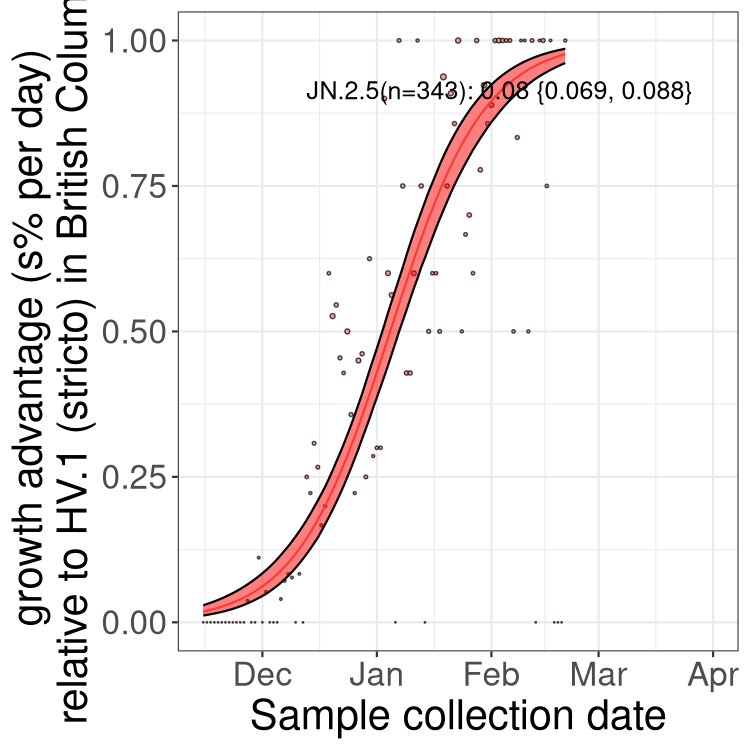 growth advantage (s% per day)
relative to HV.1 (stricto) in British Colum
1.00
0.75
0.50
0.25
0.00
JN.2.5(n=343): 0.08 {0.069, 0.088}
Dec Jan Feb Mar Apr
Sample collection date